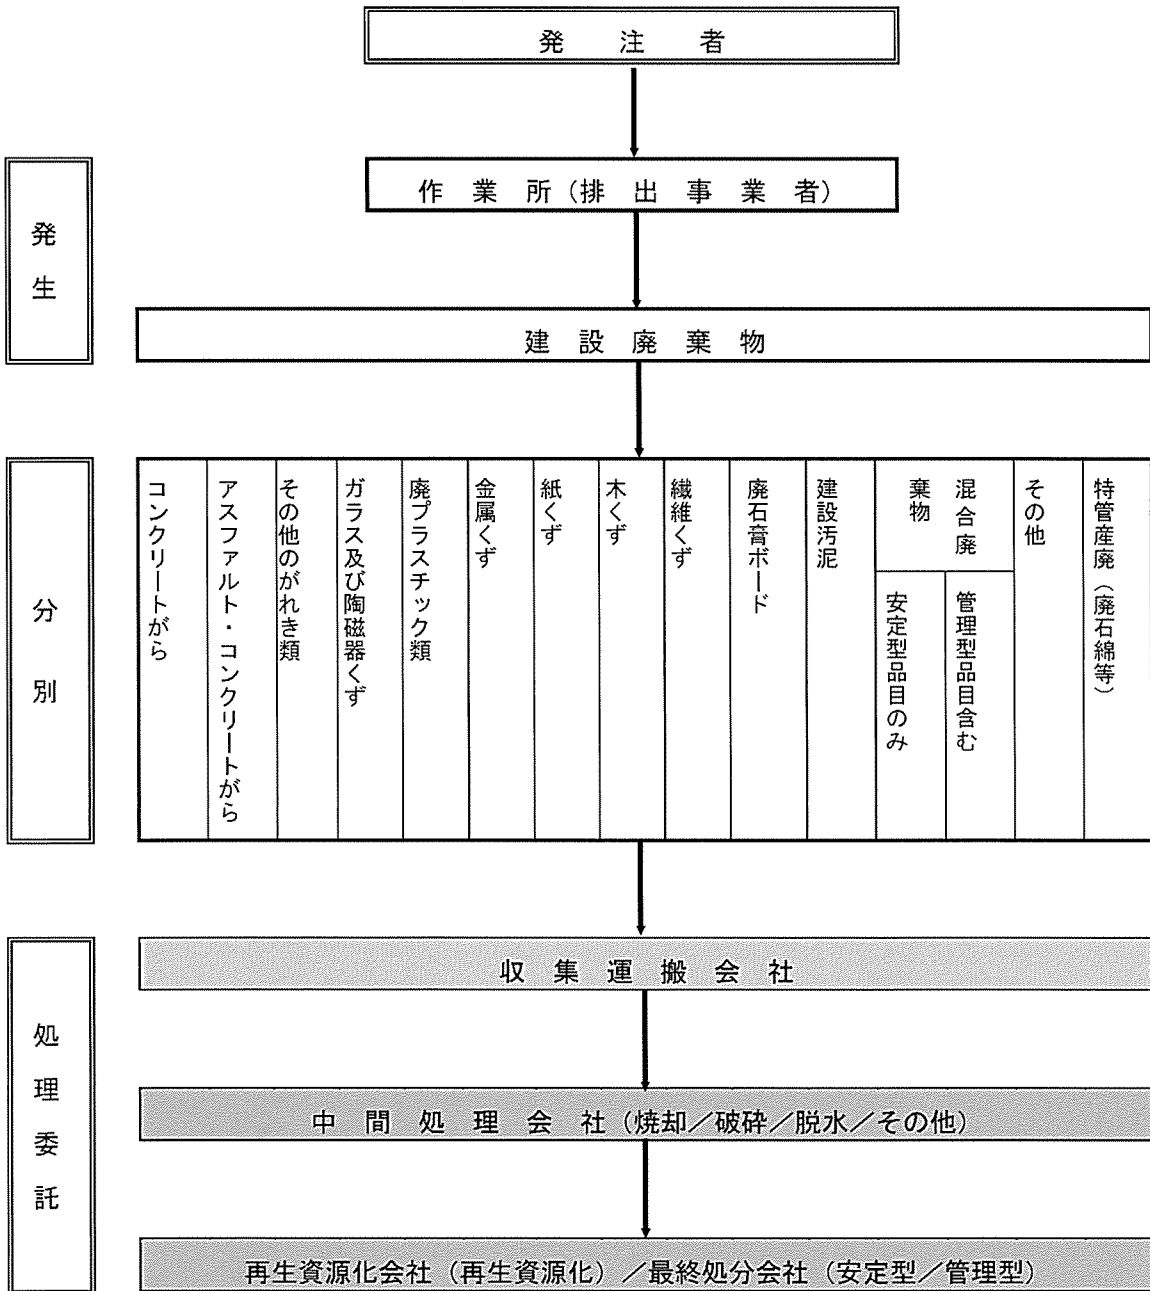 発注者
発生
作業所（排出事業者）
建設廃棄物
分別
コンクリートがら
アスファルト・コンクリートがら
その他のがれき類
ガラス及び陶磁器くず
廃プラスチック類
金属くず
紙くず
木くず
繊維くず
廃石膏ボード
建設汚泥
混合廃
棄物
安定型品目のみ
管理型品目含む
その他
特管産廃（廃石綿等）
処理委託
収集運搬会社
中間処理会社（焼却／破砕／脱水／その他）
再生資源化会社（再生資源化）／最終処分会社（安定型／管理型）